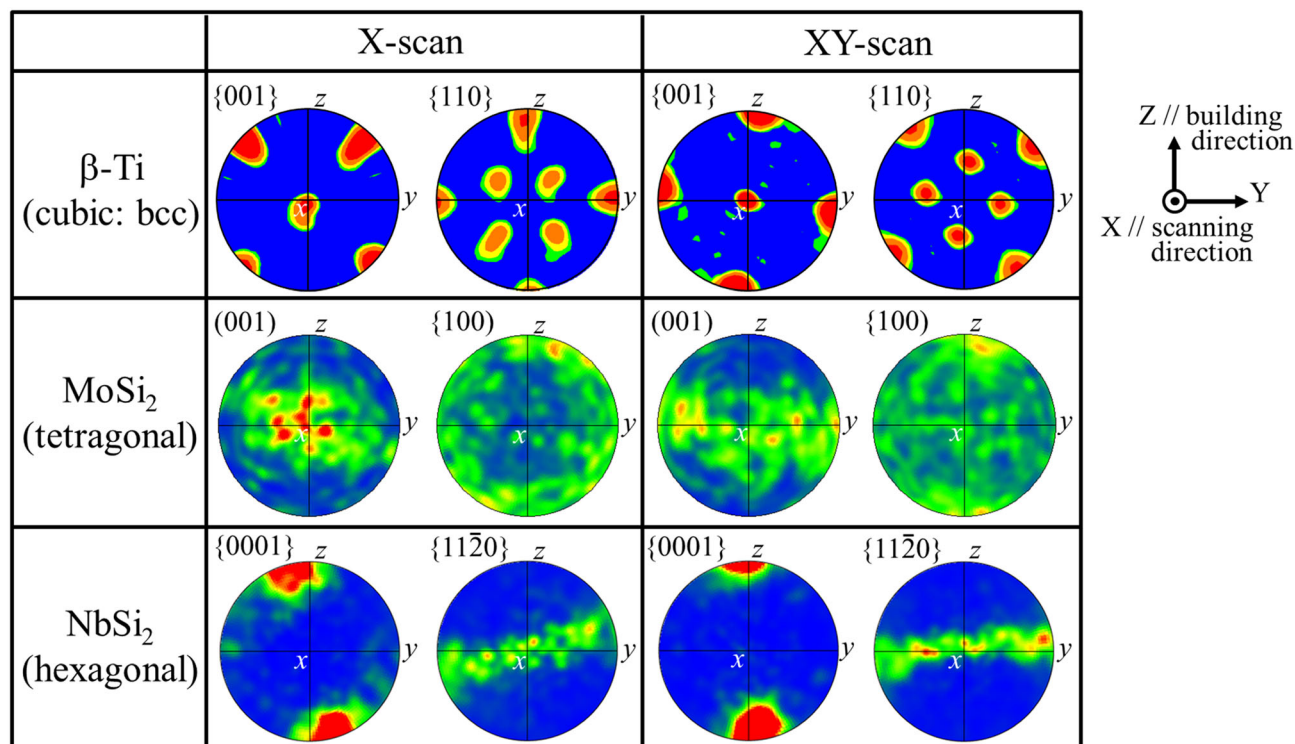 X-scan
XY-scan
β-Ti
(cubic: bcc)
{001}
z
y
x
{110}
z
y
x
{001}
z
y
x
{110}
z
y
x
MoSi₂
(tetragonal)
(001)
z
y
x
{100)
z
y
x
(001)
z
y
x
{100)
z
y
x
NbSi₂
(hexagonal)
{0001}
z
y
x
{112̄0}
z
y
x
{0001}
z
y
x
{112̄0}
z
y
x
Z // building
direction
Y
X // scanning
direction